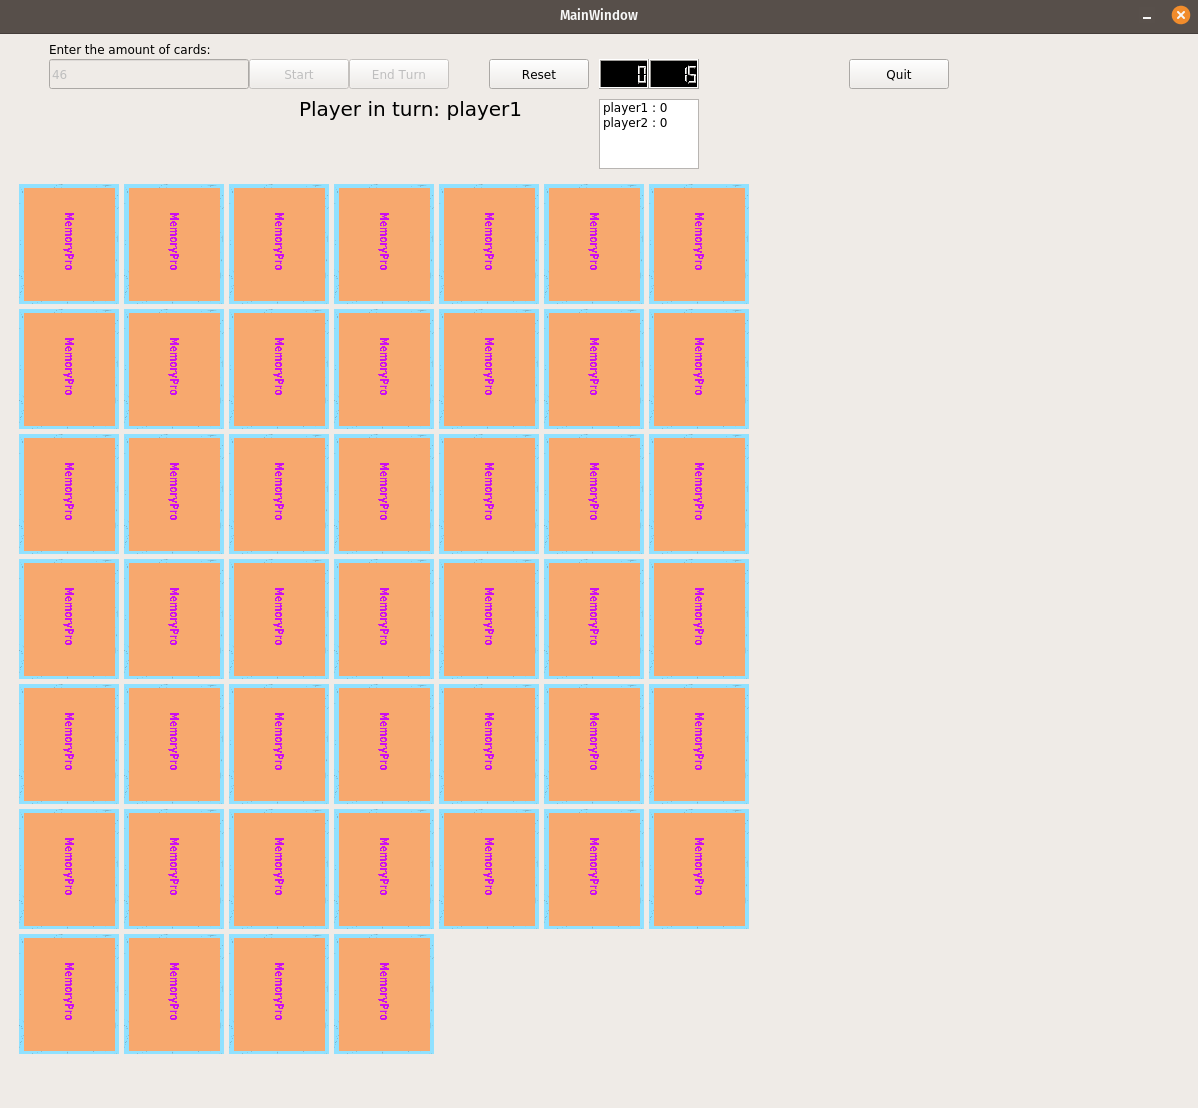 MainWindow
Enter the amount of cards:
46 Start End Turn Reset 0 15 Quit
Player in turn: player1
player1 : 0
player2 : 0
MemoryPro MemoryPro MemoryPro MemoryPro MemoryPro MemoryPro MemoryPro
MemoryPro MemoryPro MemoryPro MemoryPro MemoryPro MemoryPro MemoryPro
MemoryPro MemoryPro MemoryPro MemoryPro MemoryPro MemoryPro MemoryPro
MemoryPro MemoryPro MemoryPro MemoryPro MemoryPro MemoryPro MemoryPro
MemoryPro MemoryPro MemoryPro MemoryPro MemoryPro MemoryPro MemoryPro
MemoryPro MemoryPro MemoryPro MemoryPro MemoryPro MemoryPro MemoryPro
MemoryPro MemoryPro MemoryPro MemoryPro